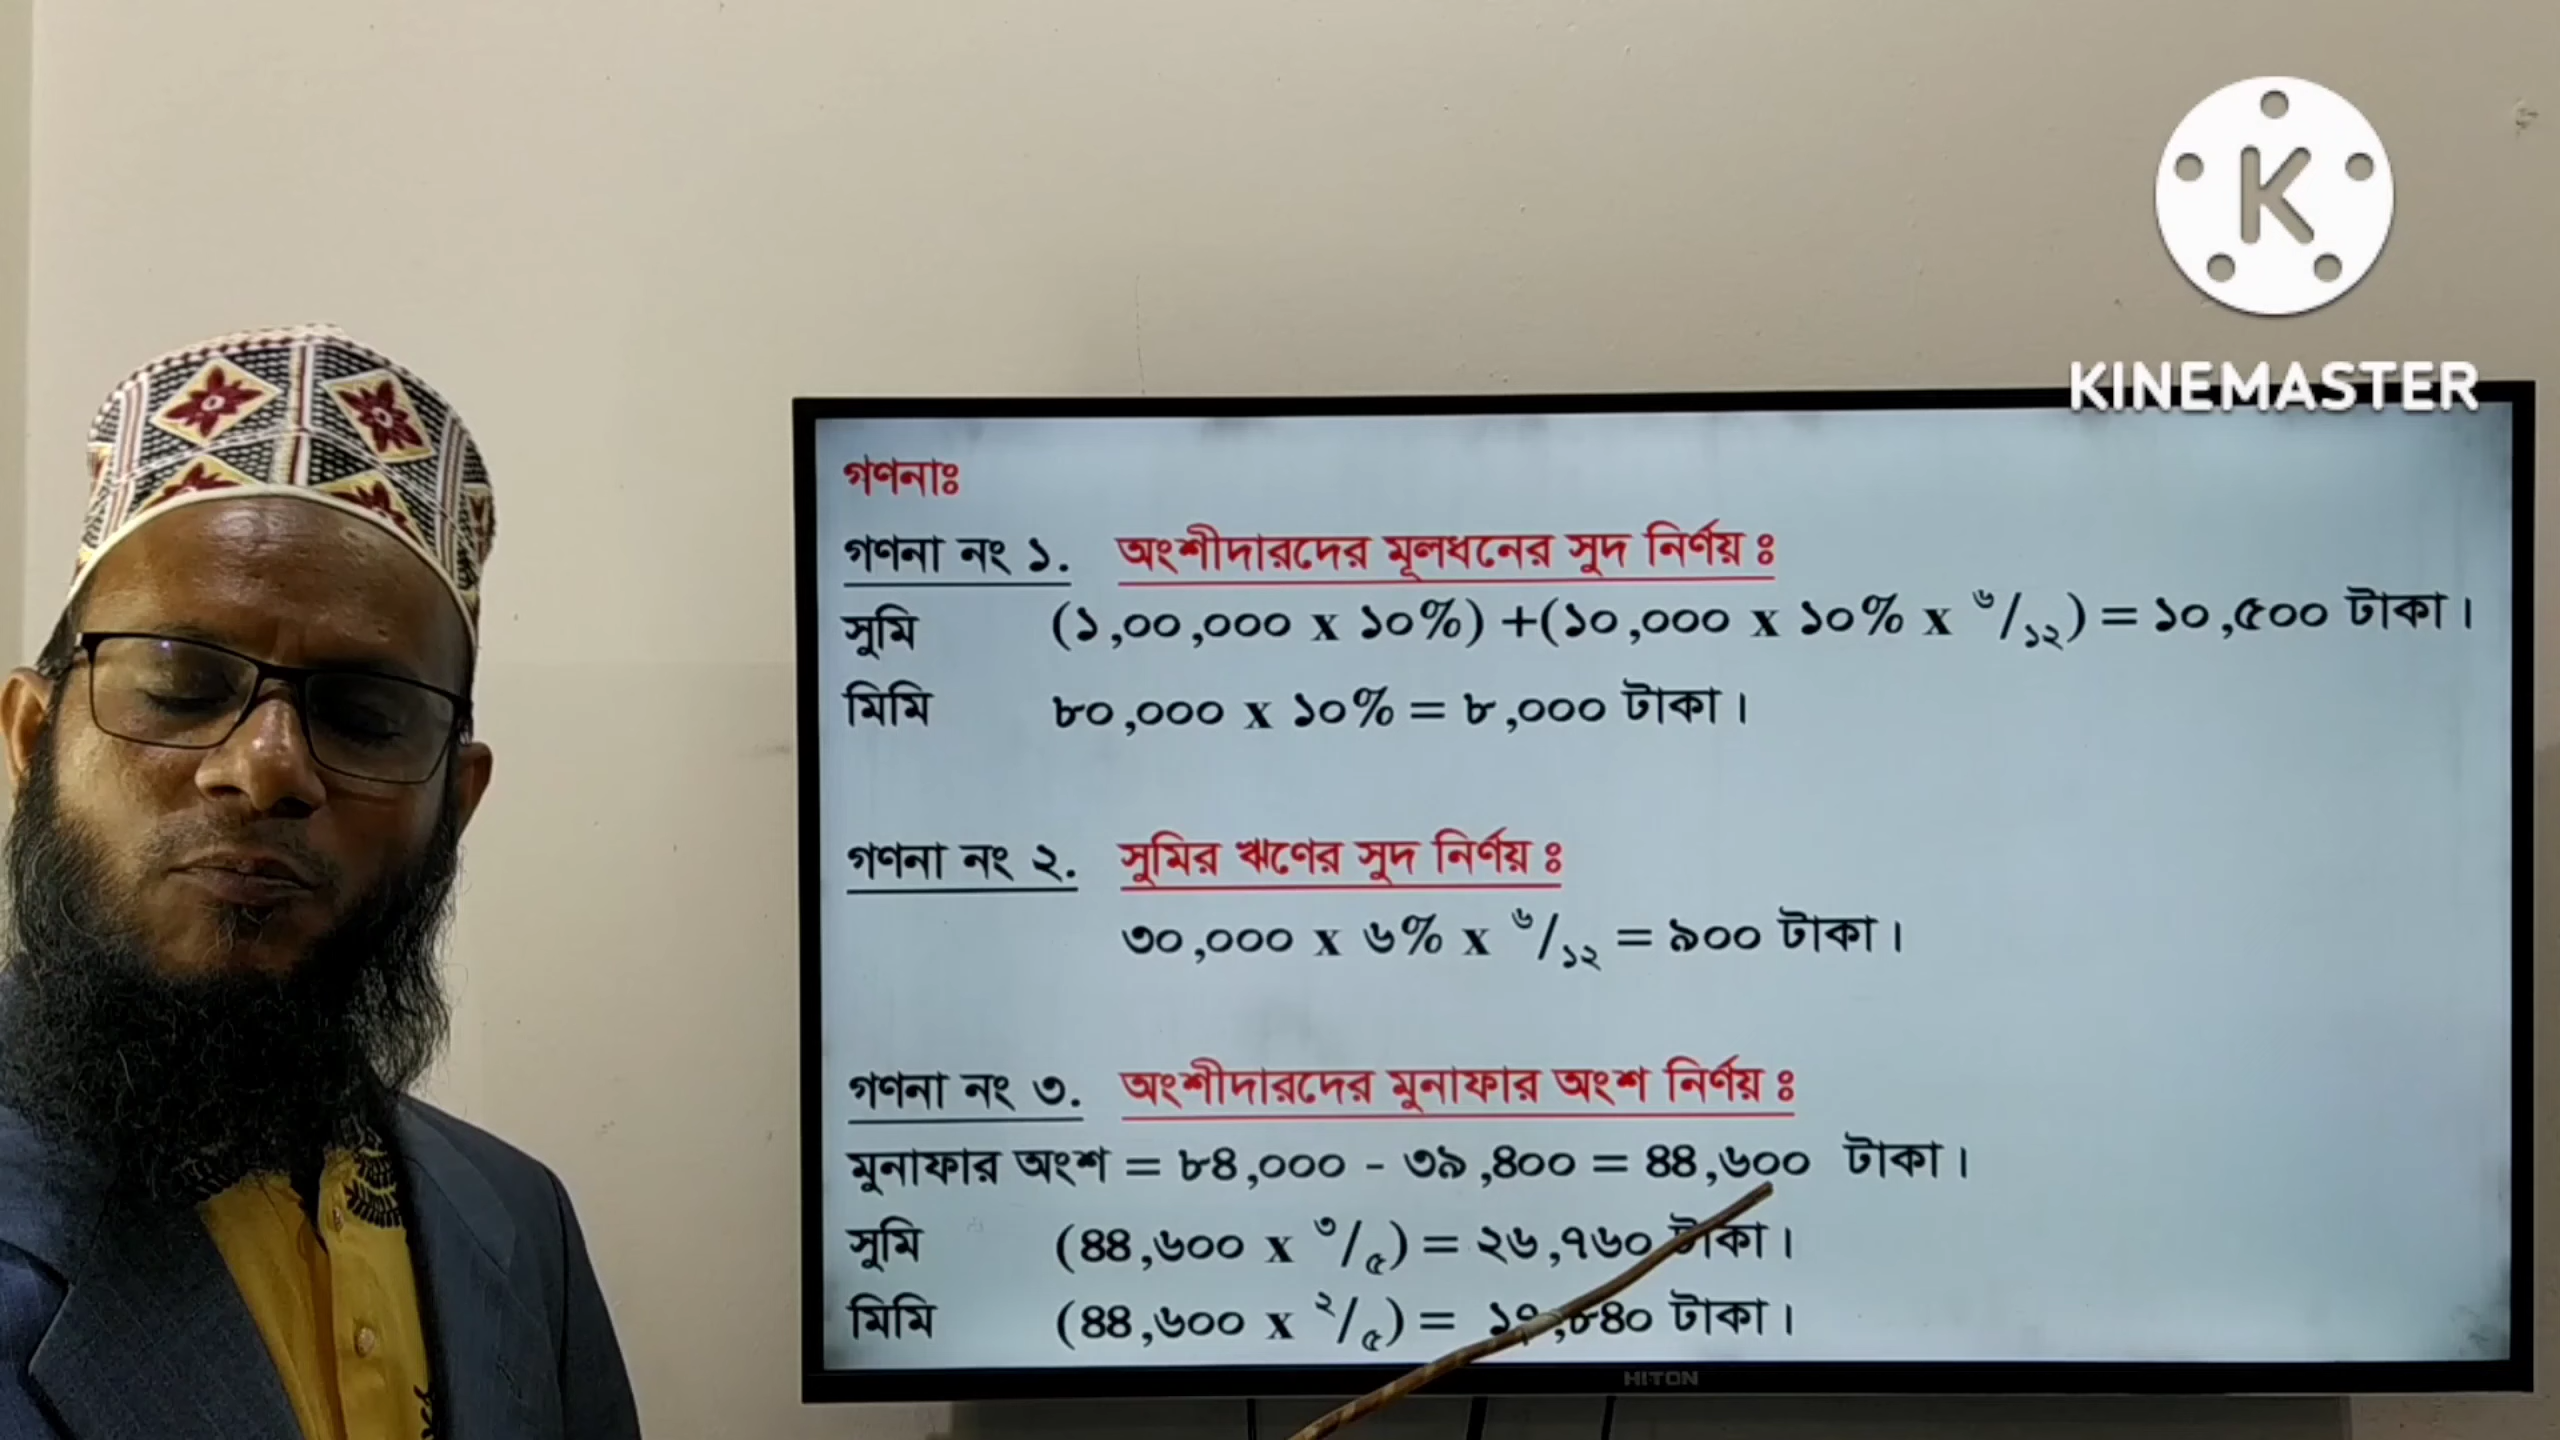 K
KINEMASTER
গণনাঃ
গণনা নং ১. অংশীদারদের মূলধনের সুদ নির্ণয় ঃ
সুমি (১,০০,০০০ x ১০%) +(১০,০০০ x ১০% x ৬/১২) = ১০,৫০০ টাকা।
মিমি ৮০,০০০ x ১০% = ৮,০০০ টাকা।
গণনা নং ২. সুমির ঋণের সুদ নির্ণয় ঃ
৩০,০০০ x ৬% x ৬/১২ = ৯০০ টাকা।
গণনা নং ৩. অংশীদারদের মুনাফার অংশ নির্ণয় ঃ
মুনাফার অংশ = ৮৪,০০০ - ৩৯,৪০০ = ৪৪,৬০০ টাকা।
সুমি (৪৪,৬০০ x ৩/৫) = ২৬,৭৬০ টাকা।
মিমি (৪৪,৬০০ x ২/৫) = ১৭,৮৪০ টাকা।
HITON